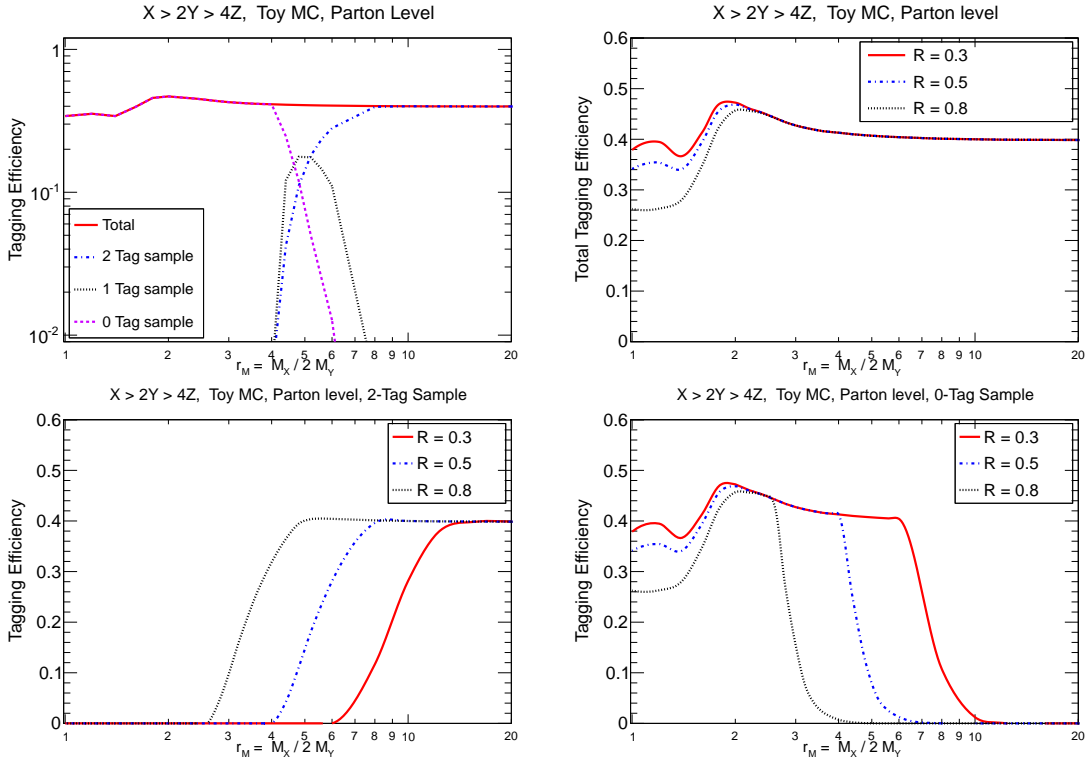 X > 2Y > 4Z, Toy MC, Parton Level
Tagging Efficiency
1
10-1
10-2
Total
2 Tag sample
1 Tag sample
0 Tag sample
1 2 3 4 5 6 7 8 9 10 20
r_M = M_X / 2 M_Y
X > 2Y > 4Z, Toy MC, Parton level
Total Tagging Efficiency
0.6
0.5
0.4
0.3
0.2
0.1
0
R = 0.3
R = 0.5
R = 0.8
1 2 3 4 5 6 7 8 9 10 20
r_M = M_X / 2 M_Y
X > 2Y > 4Z, Toy MC, Parton level, 2-Tag Sample
Tagging Efficiency
0.6
0.5
0.4
0.3
0.2
0.1
0
R = 0.3
R = 0.5
R = 0.8
1 2 3 4 5 6 7 8 9 10 20
r_M = M_X / 2 M_Y
X > 2Y > 4Z, Toy MC, Parton level, 0-Tag Sample
Tagging Efficiency
0.6
0.5
0.4
0.3
0.2
0.1
0
R = 0.3
R = 0.5
R = 0.8
1 2 3 4 5 6 7 8 9 10 20
r_M = M_X / 2 M_Y